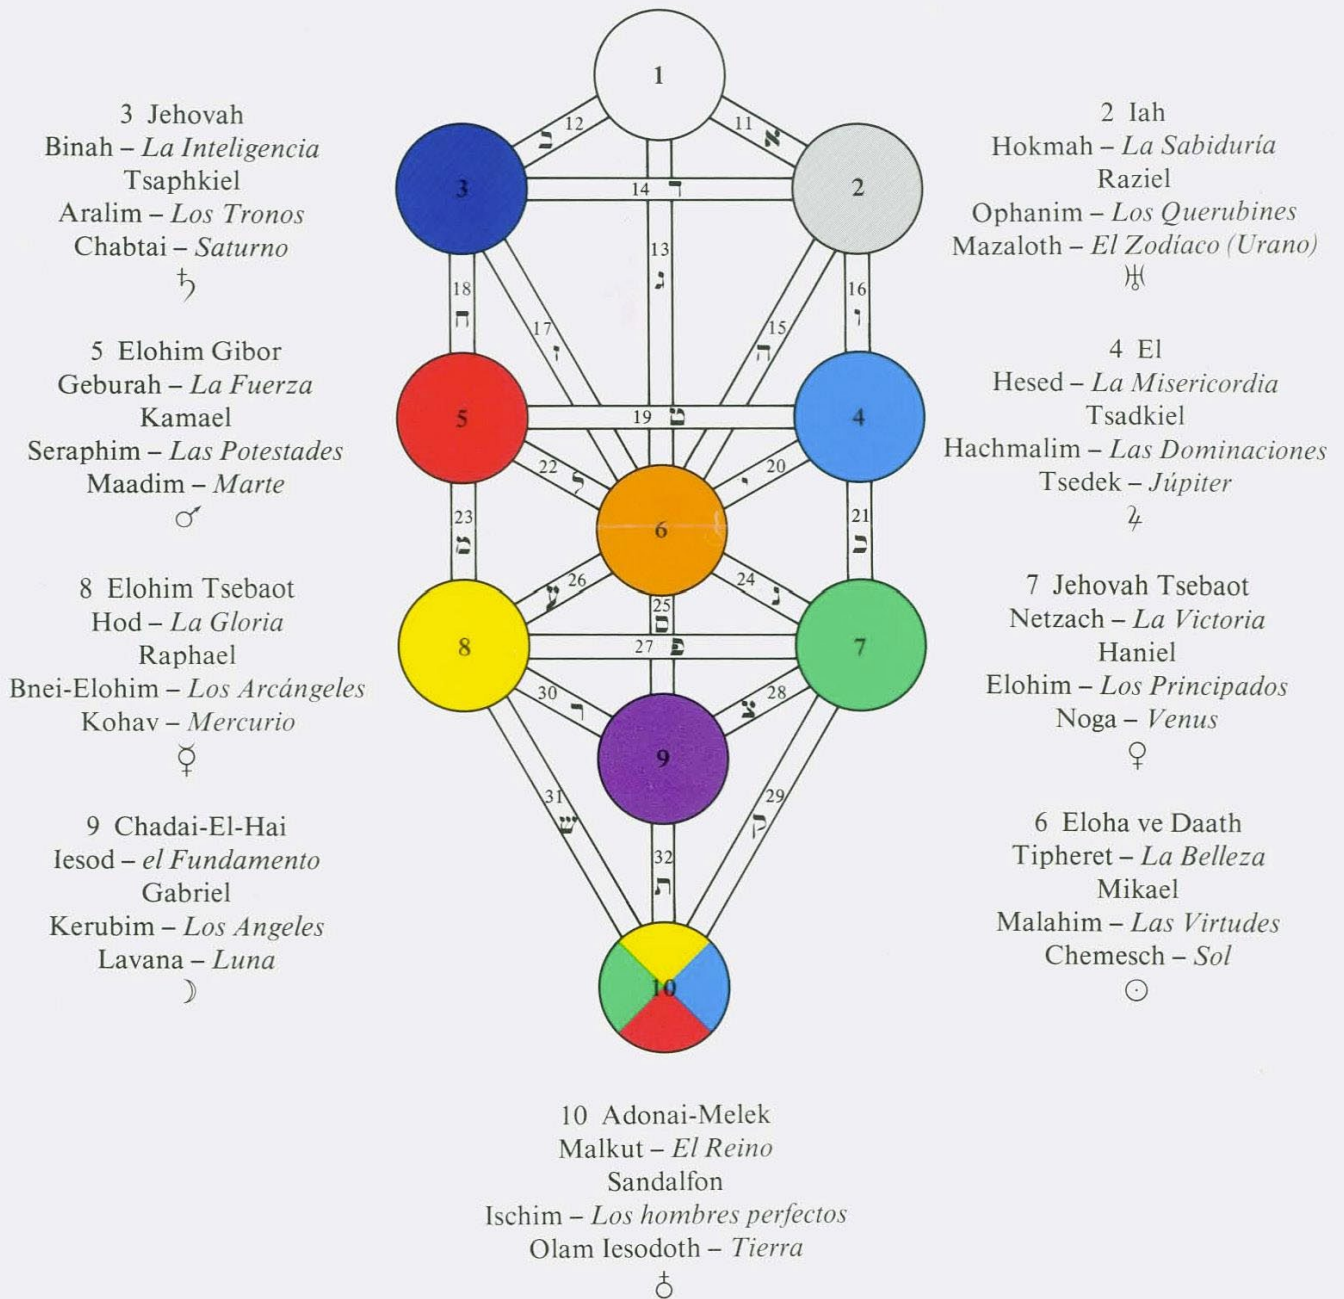 1
12 ב
11 א
3 Jehovah
Binah – La Inteligencia
Tsaphkiel
Aralim – Los Tronos
Chabtai – Saturno
♄
3
14 ד
2
2 Iah
Hokmah – La Sabiduría
Raziel
Ophanim – Los Querubines
Mazaloth – El Zodíaco (Urano)
♅
13
ג
18
ח
17
15
ה
16
ו
5 Elohim Gibor
Geburah – La Fuerza
Kamael
Seraphim – Las Potestades
Maadim – Marte
♂
5
19 ט
4
4 El
Hesed – La Misericordia
Tsadkiel
Hachmalim – Las Dominaciones
Tsedek – Júpiter
♃
22 ל
20 י
6
23
מ
21
8 Elohim Tsebaot
Hod – La Gloria
Raphael
Bnei-Elohim – Los Arcángeles
Kohav – Mercurio
☿
26 ע
24 נ
25
ם
8
27 פ
7
7 Jehovah Tsebaot
Netzach – La Victoria
Haniel
Elohim – Los Principados
Noga – Venus
♀
30 ר
28 צ
9
31
ש
29
ק
32
ת
9 Chadai-El-Hai
Iesod – el Fundamento
Gabriel
Kerubim – Los Angeles
Lavana – Luna
☽
6 Eloha ve Daath
Tipheret – La Belleza
Mikael
Malahim – Las Virtudes
Chemesch – Sol
☉
10
10 Adonai-Melek
Malkut – El Reino
Sandalfon
Ischim – Los hombres perfectos
Olam Iesodoth – Tierra
♁